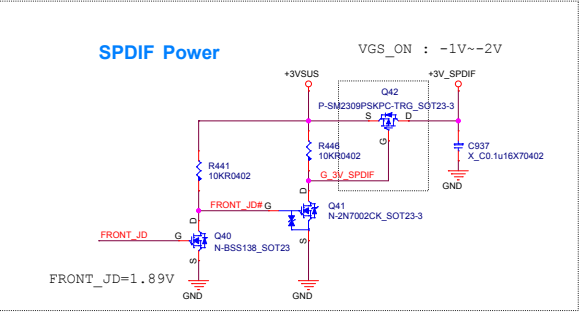 SPDIF Power
VGS_ON : -1V~-2V
+3VSUS
+3V_SPDIF
Q42
P-SM2309PSKPC-TRG_SOT23-3
S
D
G
R441
10KR0402
R446
10KR0402
C937
X_C0.1u16X70402
G_3V_SPDIF
GND
D
FRONT_JD#
G
Q41
N-2N7002CK_SOT23-3
S
D
FRONT_JD
G
Q40
N-BSS138_SOT23
S
FRONT_JD=1.89V
GND
GND